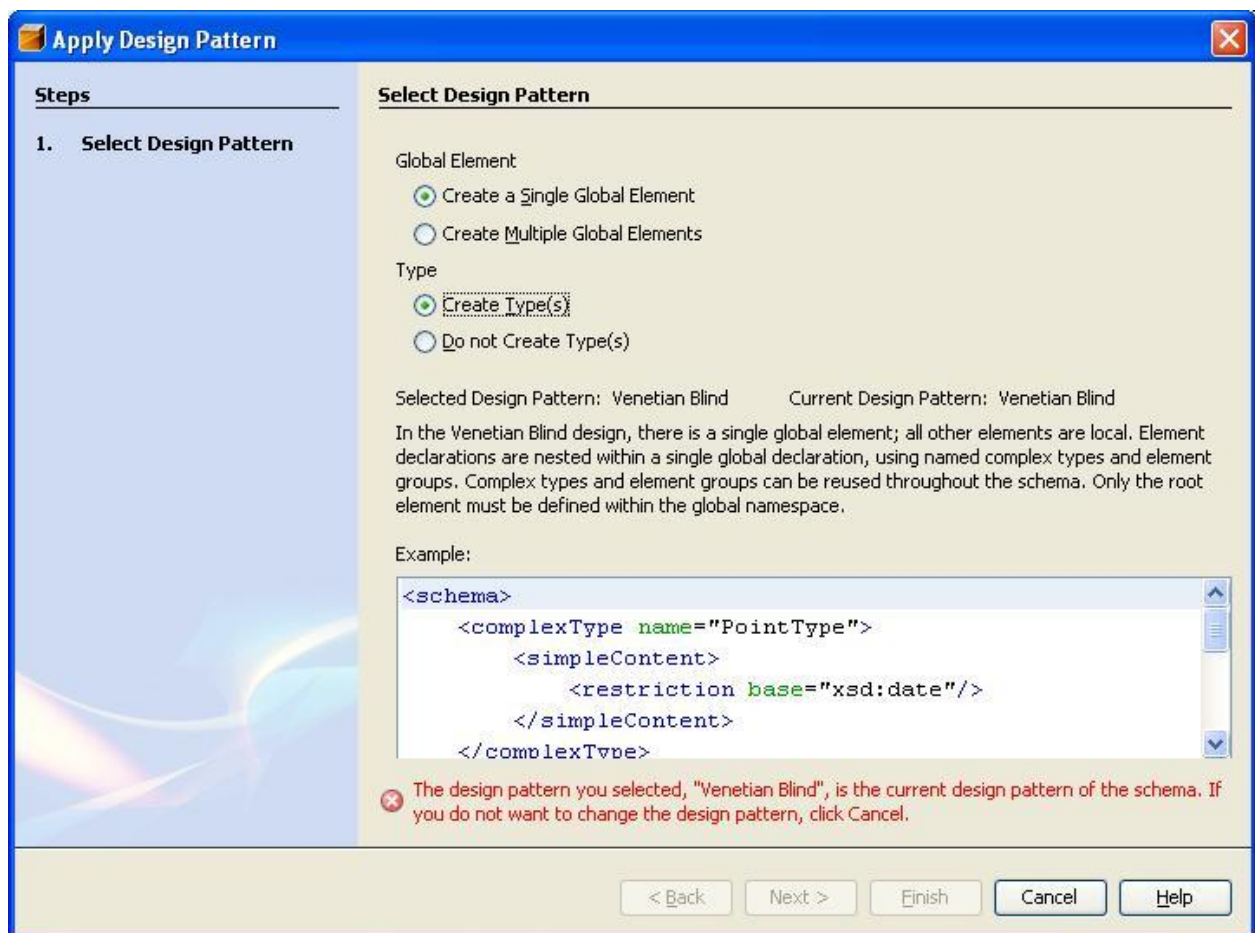 Apply Design Pattern
Steps
1. Select Design Pattern
Select Design Pattern
Global Element
Create a Single Global Element
Create Multiple Global Elements
Type
Create Type(s)
Do not Create Type(s)
Selected Design Pattern: Venetian Blind Current Design Pattern: Venetian Blind
In the Venetian Blind design, there is a single global element; all other elements are local. Element
declarations are nested within a single global declaration, using named complex types and element
groups. Complex types and element groups can be reused throughout the schema. Only the root
element must be defined within the global namespace.
Example:
<schema>
<complexType name="PointType">
<simpleContent>
<restriction base="xsd:date"/>
</simpleContent>
</complexType>
The design pattern you selected, "Venetian Blind", is the current design pattern of the schema. If
you do not want to change the design pattern, click Cancel.
< Back Next > Finish Cancel Help